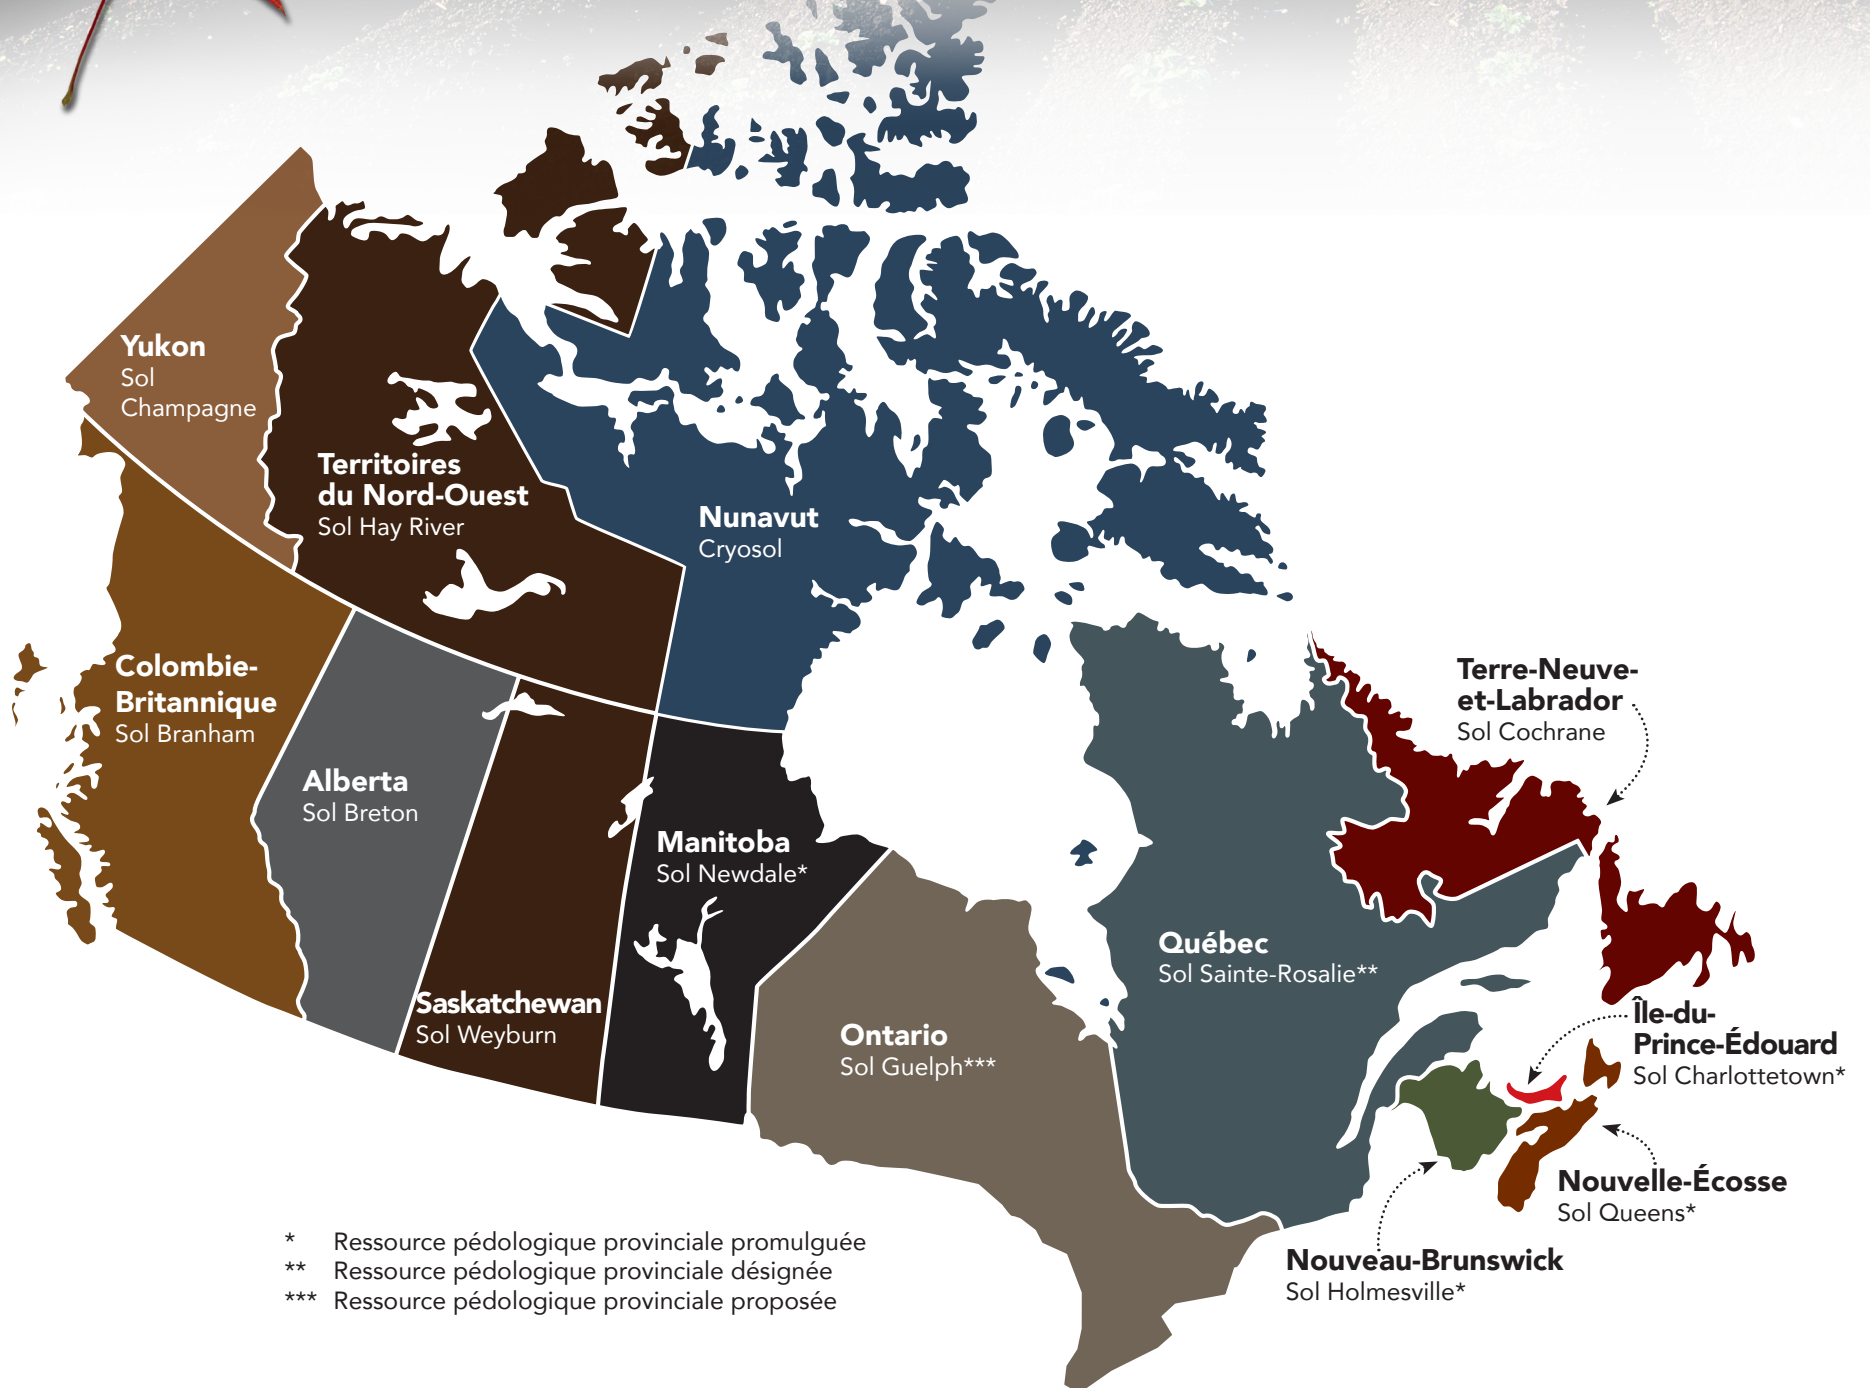 Yukon
Sol
Champagne
Territoires
du Nord-Ouest
Sol Hay River
Nunavut
Cryosol
Colombie-
Britannique
Sol Branham
Alberta
Sol Breton
Saskatchewan
Sol Weyburn
Manitoba
Sol Newdale*
Ontario
Sol Guelph***
Québec
Sol Sainte-Rosalie**
Terre-Neuve-
et-Labrador
Sol Cochrane
Île-du-
Prince-Édouard
Sol Charlottetown*
Nouvelle-Écosse
Sol Queens*
Nouveau-Brunswick
Sol Holmesville*
* Ressource pédologique provinciale promulguée
** Ressource pédologique provinciale désignée
*** Ressource pédologique provinciale proposée